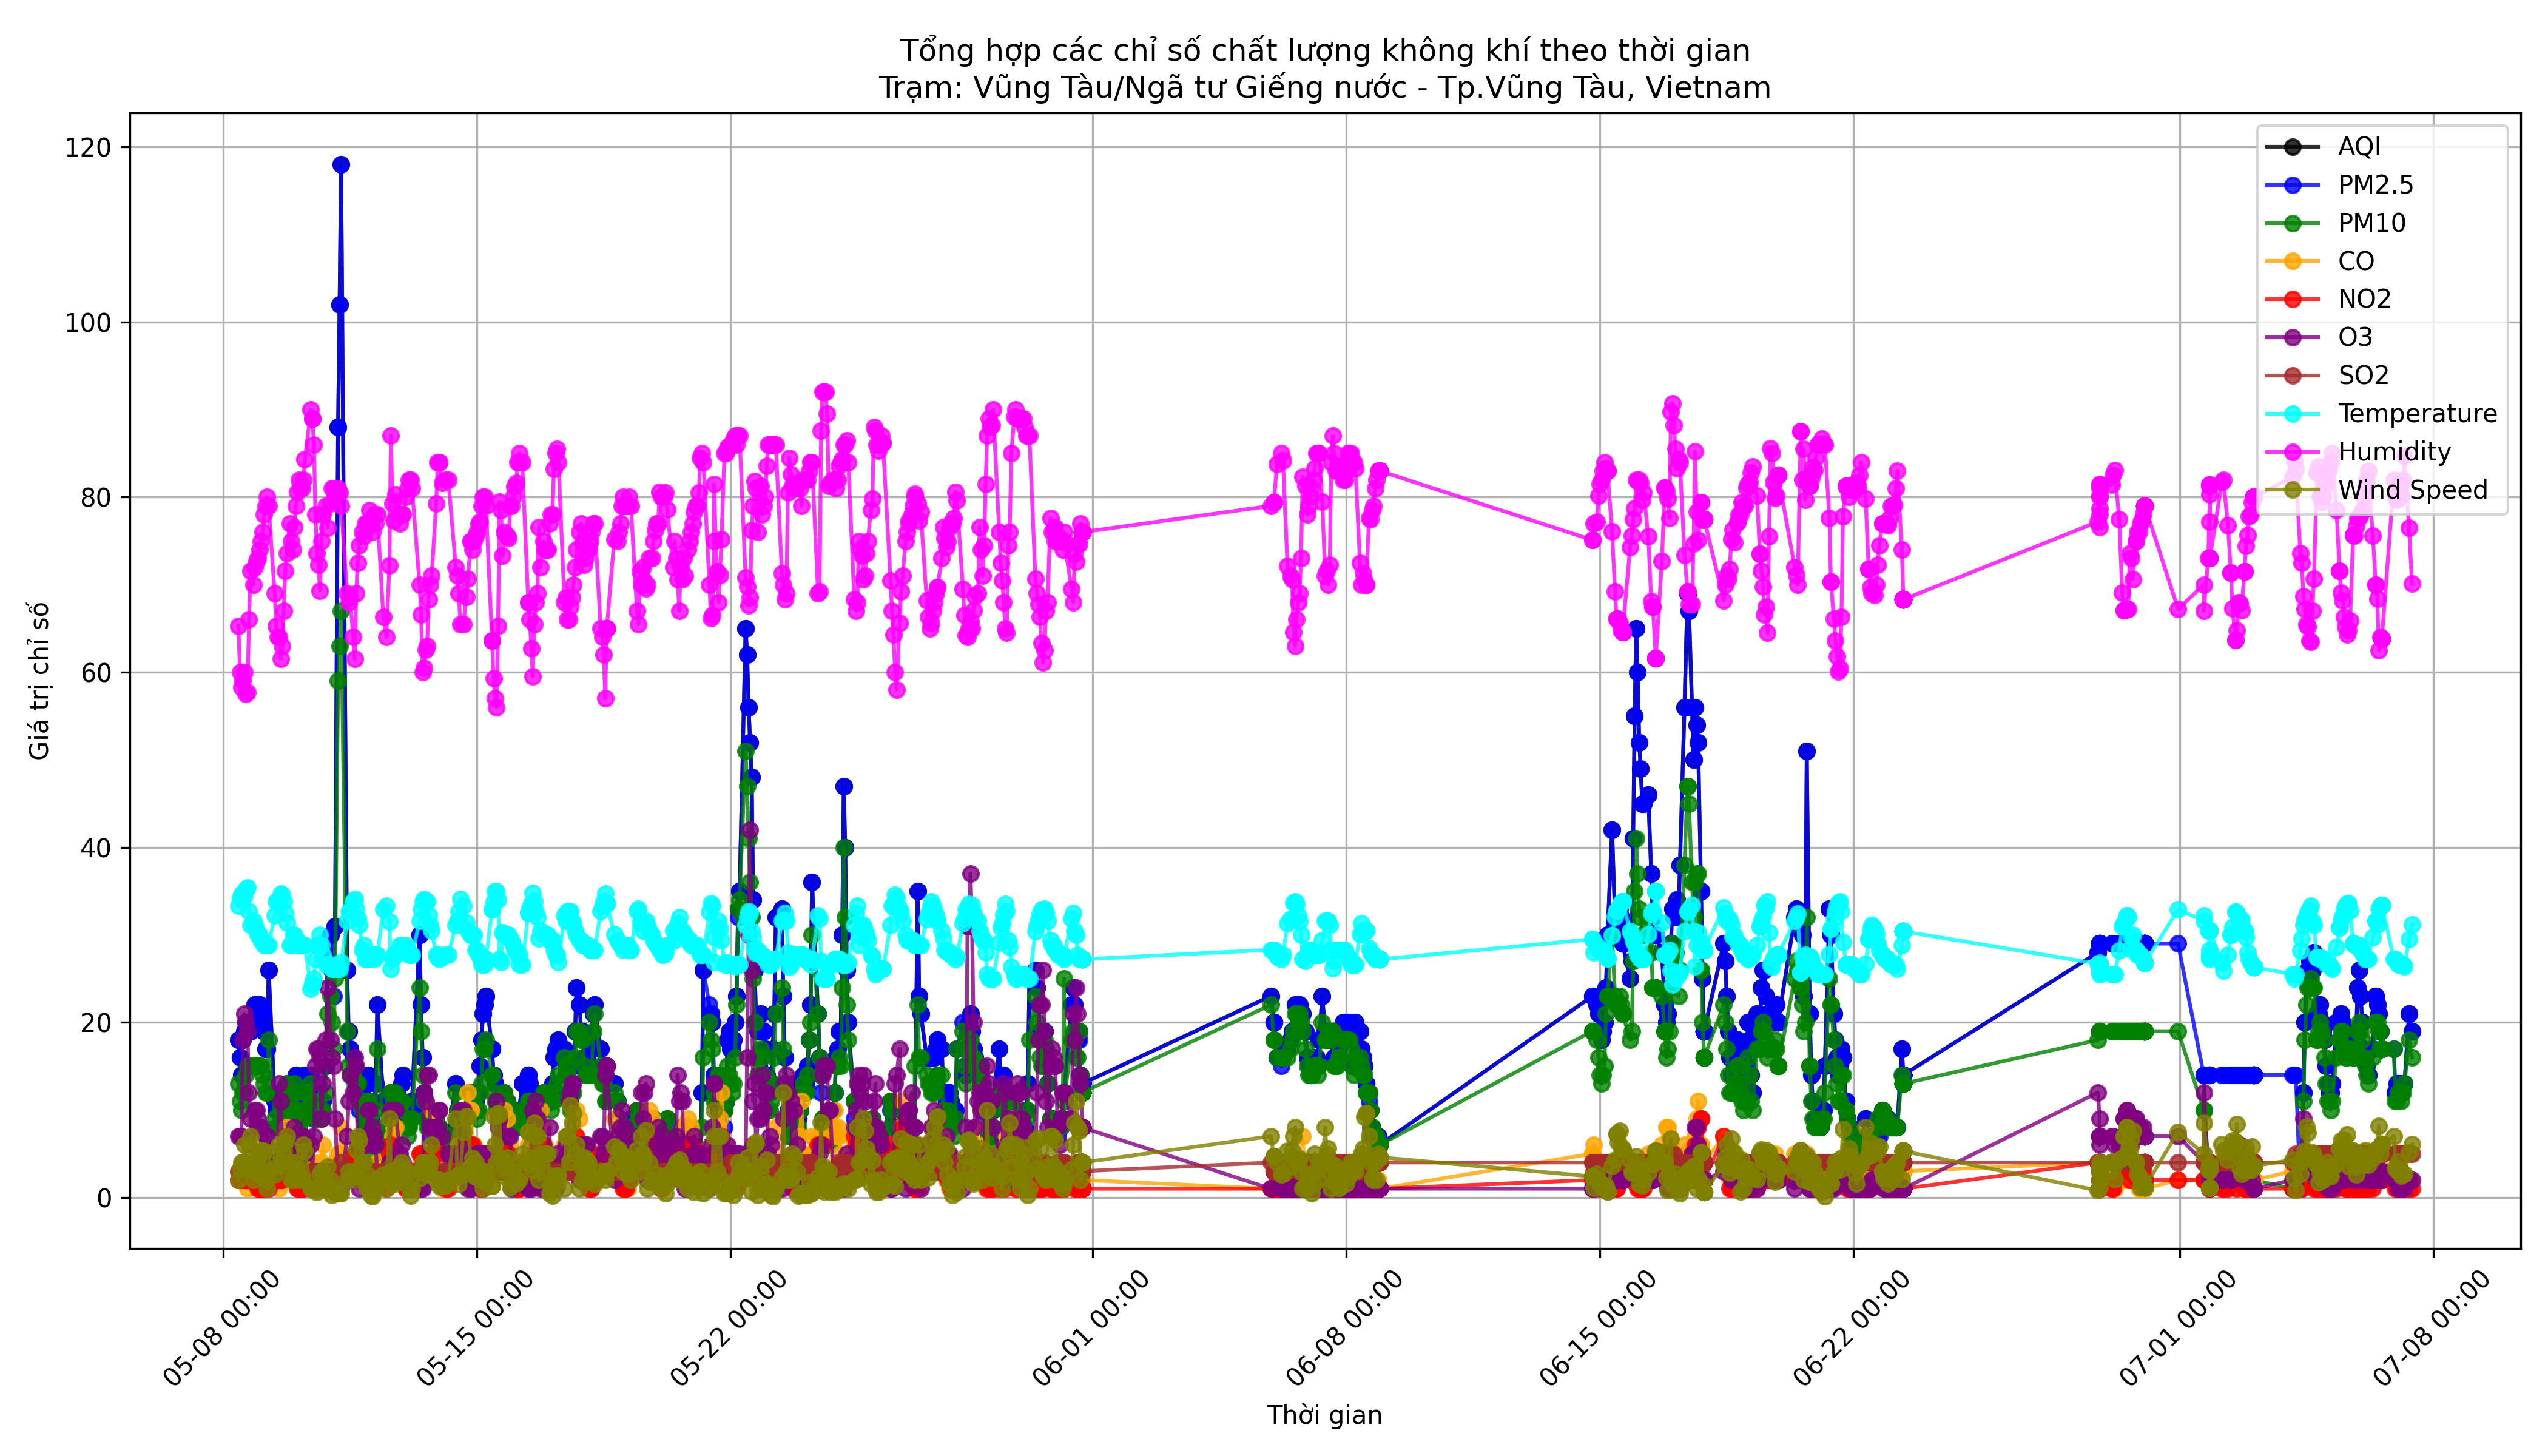 Tổng hợp các chỉ số chất lượng không khí theo thời gian
Trạm: Vũng Tàu/Ngã tư Giếng nước - Tp.Vũng Tàu, Vietnam
120
100
80
60
40
20
0
Giá trị chỉ số
AQI
PM2.5
PM10
CO
NO2
O3
SO2
Temperature
Humidity
Wind Speed
05-08 00:00
05-15 00:00
05-22 00:00
06-01 00:00
06-08 00:00
06-15 00:00
06-22 00:00
07-01 00:00
07-08 00:00
Thời gian